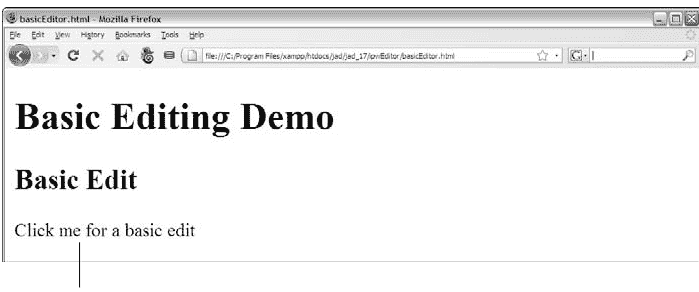 basicEditor.html - Mozilla Firefox
File Edit View History Bookmarks Tools Help
file:///C:/Program Files/xampp/htdocs/jad/jad_17/ipwEditor/basicEditor.html
Basic Editing Demo
Basic Edit
Click me for a basic edit